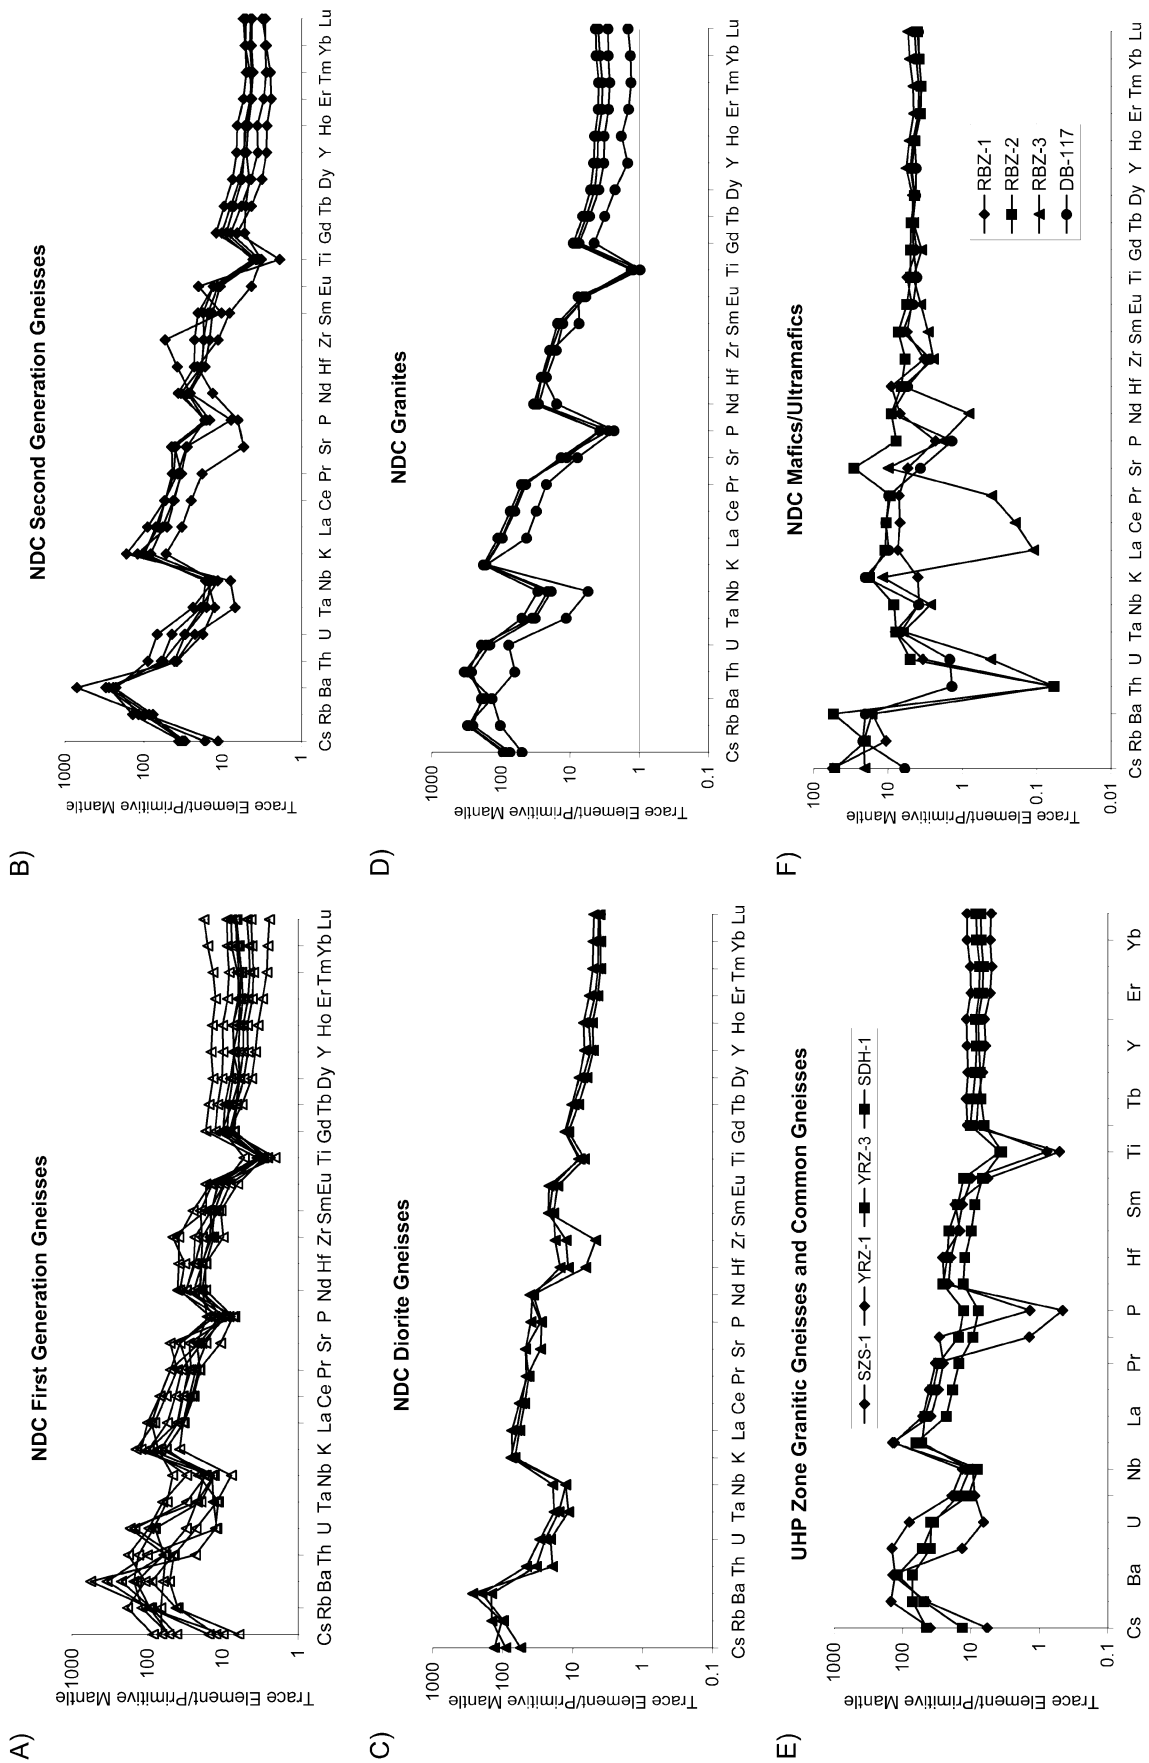 A)
NDC First Generation Gneisses
Trace Element/Primitive Mantle
1000
100
10
1
Cs Rb Ba Th U Ta Nb K La Ce Pr Sr P Nd Hf Zr Sm Eu Ti Gd Tb Dy Y Ho Er Tm Yb Lu
B)
NDC Second Generation Gneisses
Trace Element/Primitive Mantle
1000
100
10
1
Cs Rb Ba Th U Ta Nb K La Ce Pr Sr P Nd Hf Zr Sm Eu Ti Gd Tb Dy Y Ho Er Tm Yb Lu
C)
NDC Diorite Gneisses
Trace Element/Primitive Mantle
1000
100
10
1
0.1
Cs Rb Ba Th U Ta Nb K La Ce Pr Sr P Nd Hf Zr Sm Eu Ti Gd Tb Dy Y Ho Er Tm Yb Lu
D)
NDC Granites
Trace Element/Primitive Mantle
1000
100
10
1
0.1
Cs Rb Ba Th U Ta Nb K La Ce Pr Sr P Nd Hf Zr Sm Eu Ti Gd Tb Dy Y Ho Er Tm Yb Lu
E)
UHP Zone Granitic Gneisses and Common Gneisses
SZS-1 YRZ-1 YRZ-3 SDH-1
Trace Element/Primitive Mantle
1000
100
10
1
0.1
Cs Ba U Nb La Pr P Hf Sm Ti Tb Y Er Yb
F)
NDC Mafics/Ultramafics
Trace Element/Primitive Mantle
100
10
1
0.1
0.01
RBZ-1
RBZ-2
RBZ-3
DB-117
Cs Rb Ba Th U Ta Nb K La Ce Pr Sr P Nd Hf Zr Sm Eu Ti Gd Tb Dy Y Ho Er Tm Yb Lu